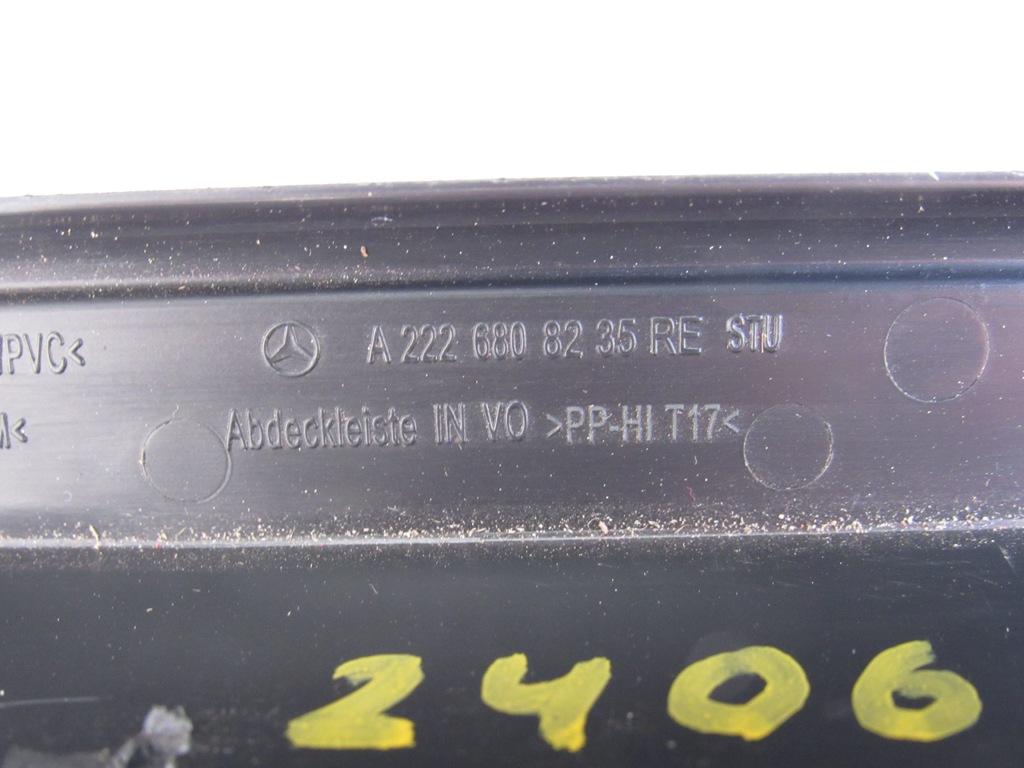 PVC< A 222 680 82 35 RE STU
M< Abdeckleiste IN VO >PP-HI T17<
2406